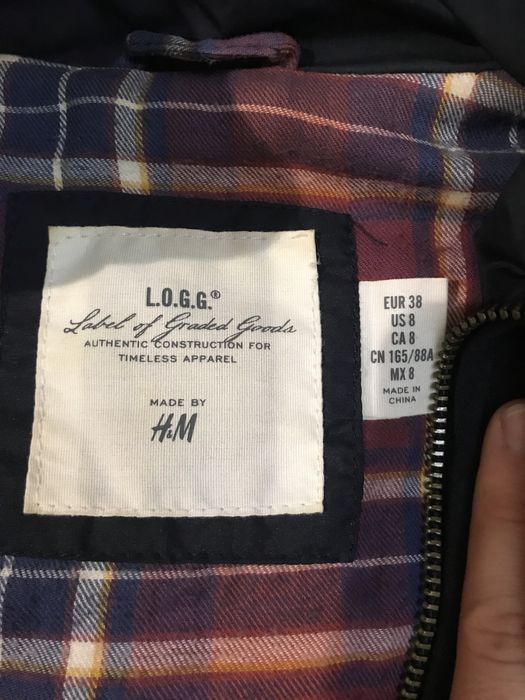 L.O.G.G.®
Label of Graded Goods
AUTHENTIC CONSTRUCTION FOR
TIMELESS APPAREL
MADE BY
H&M
EUR 38
US 8
CA 8
CN 165/88A
MX 8
MADE IN
CHINA